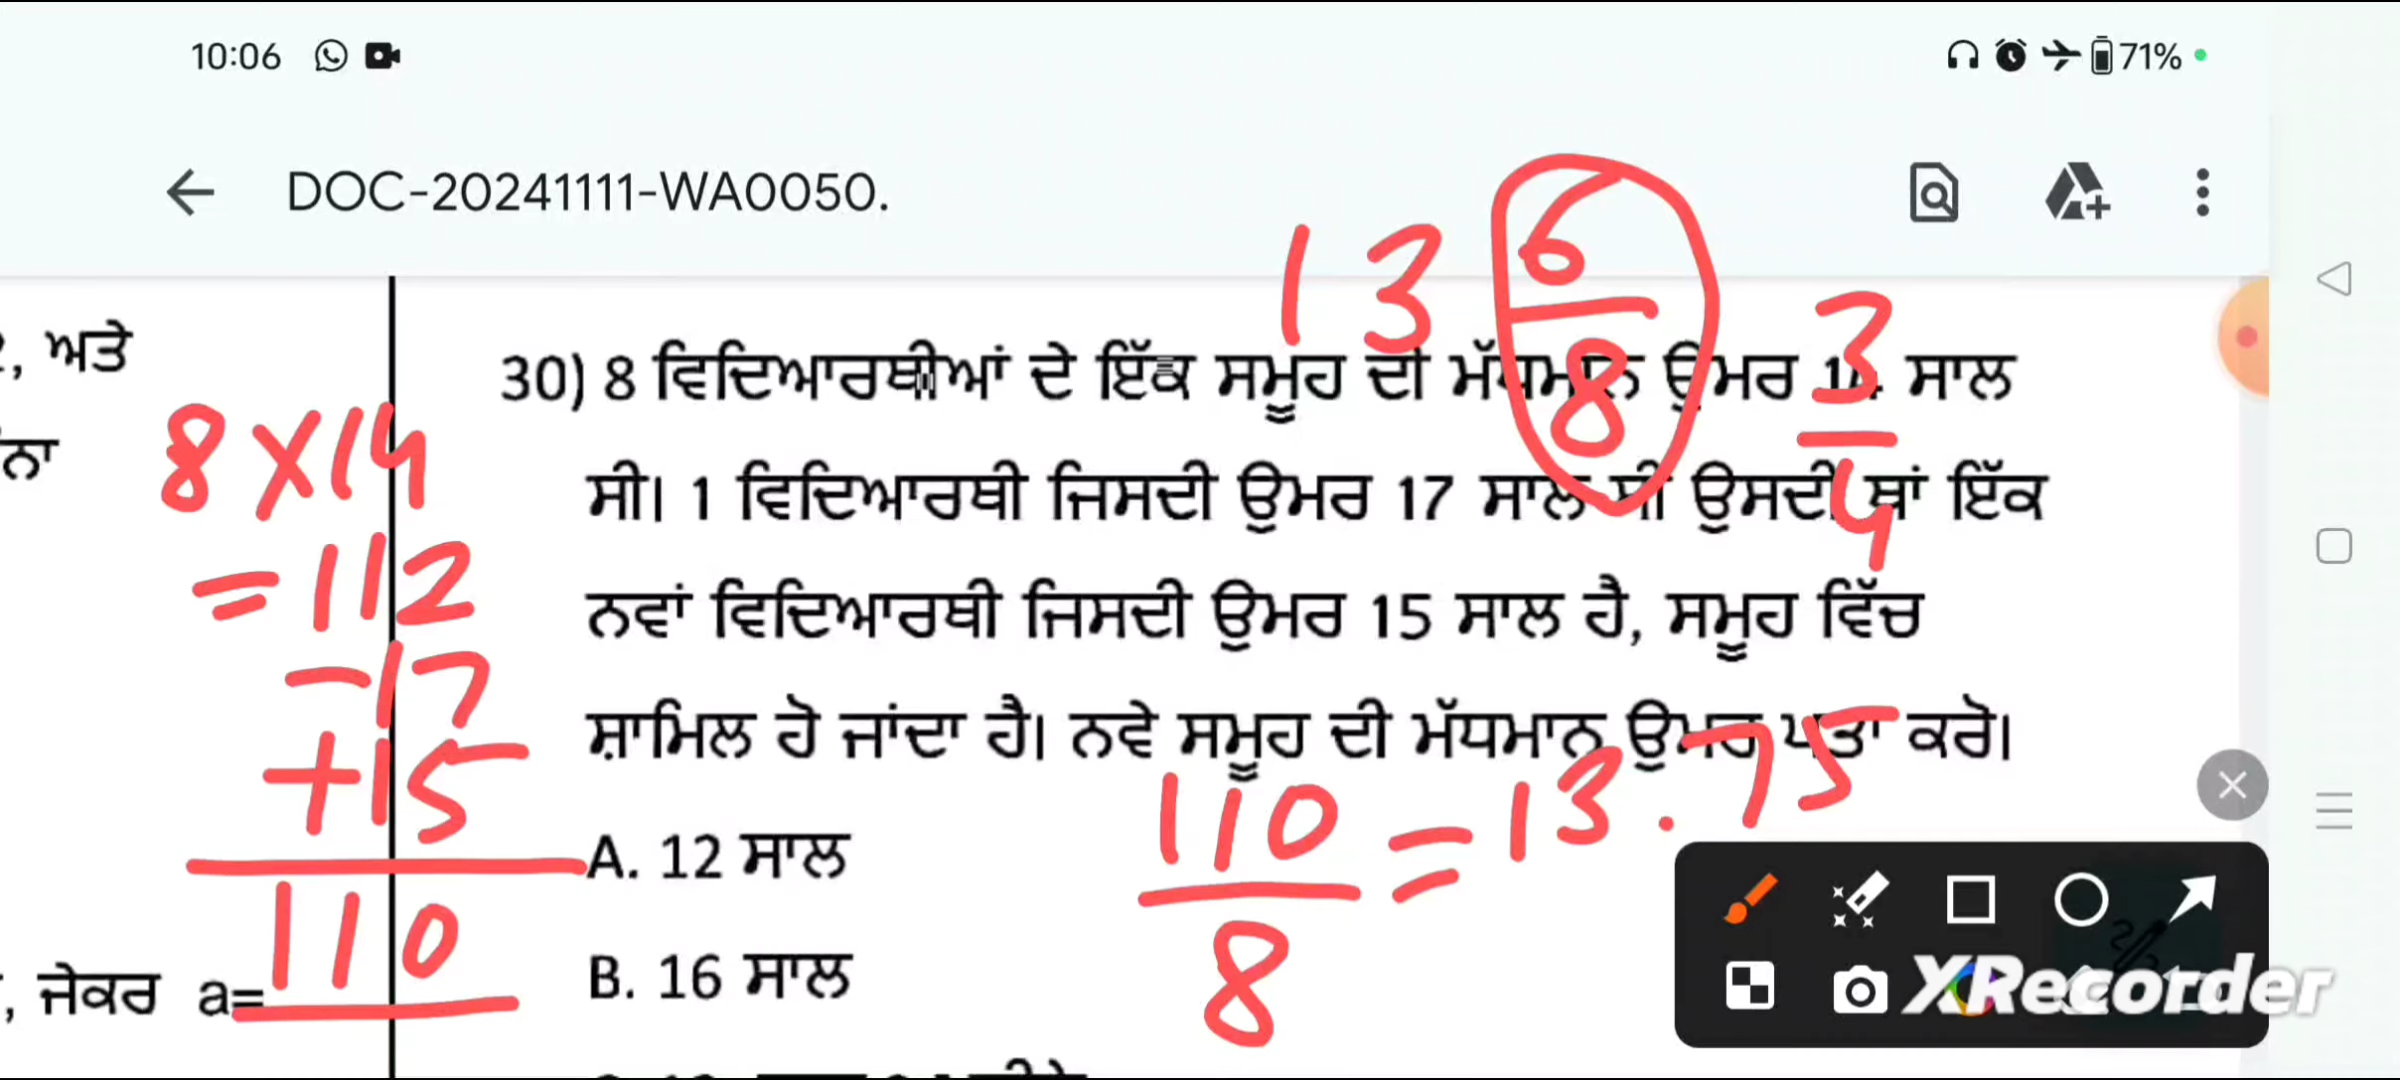 10:06 71%
DOC-20241111-WA0050.
13 6/8 3/4
, ਅਤੇ
ਨਾ
8×14
=112
-17
+15
110
, ਜੇਕਰ a=
30) 8 ਵਿਦਿਆਰਥੀਆਂ ਦੇ ਇੱਕ ਸਮੂਹ ਦੀ ਮੱਧਮਾਨ ਉਮਰ 14 ਸਾਲ
ਸੀ। 1 ਵਿਦਿਆਰਥੀ ਜਿਸਦੀ ਉਮਰ 17 ਸਾਲ ਸੀ ਉਸਦੀ ਥਾਂ ਇੱਕ
ਨਵਾਂ ਵਿਦਿਆਰਥੀ ਜਿਸਦੀ ਉਮਰ 15 ਸਾਲ ਹੈ, ਸਮੂਹ ਵਿੱਚ
ਸ਼ਾਮਿਲ ਹੋ ਜਾਂਦਾ ਹੈ। ਨਵੇ ਸਮੂਹ ਦੀ ਮੱਧਮਾਨ ਉਮਰ ਪਤਾ ਕਰੋ।
110/8 = 13.75
A. 12 ਸਾਲ
B. 16 ਸਾਲ
XRecorder